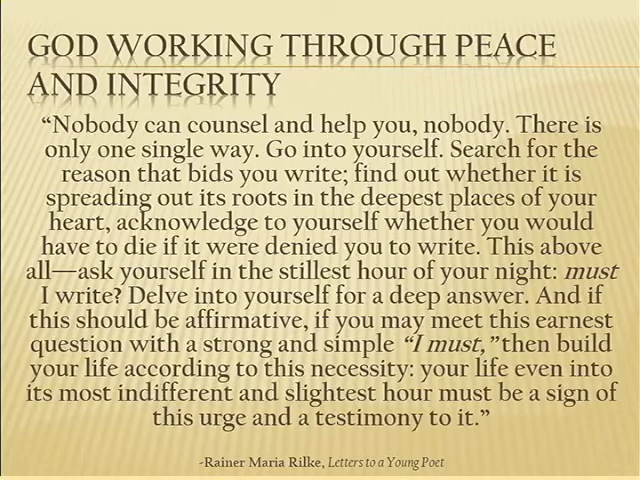 GOD WORKING THROUGH PEACE
AND INTEGRITY
“Nobody can counsel and help you, nobody. There is
only one single way. Go into yourself. Search for the
reason that bids you write; find out whether it is
spreading out its roots in the deepest places of your
heart, acknowledge to yourself whether you would
have to die if it were denied you to write. This above
all—ask yourself in the stillest hour of your night: must
I write? Delve into yourself for a deep answer. And if
this should be affirmative, if you may meet this earnest
question with a strong and simple “I must,” then build
your life according to this necessity: your life even into
its most indifferent and slightest hour must be a sign of
this urge and a testimony to it.”
-Rainer Maria Rilke, Letters to a Young Poet